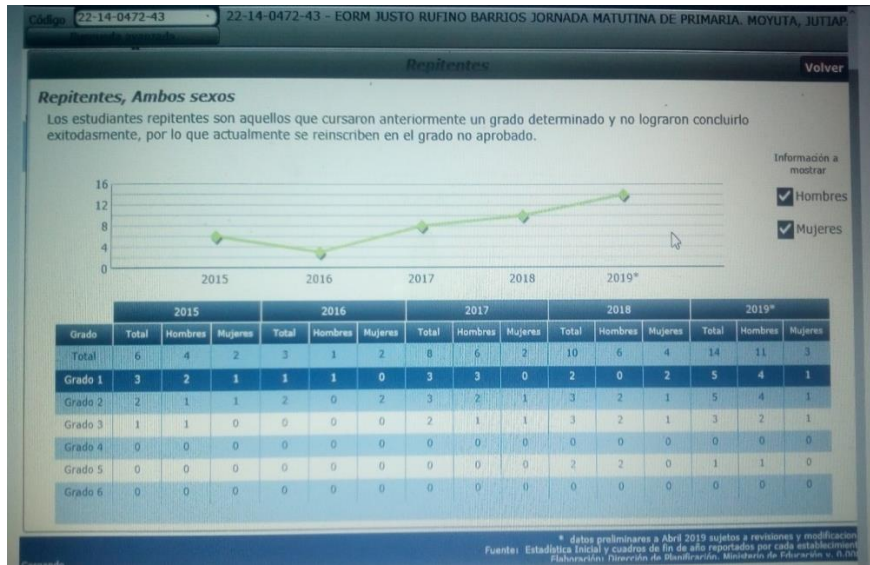 Código 22-14-0472-43 22-14-0472-43 - EORM JUSTO RUFINO BARRIOS JORNADA MATUTINA DE PRIMARIA. MOYUTA, JUTIAP
Repitentes Volver
Repitentes, Ambos sexos
Los estudiantes repitentes son aquellos que cursaron anteriormente un grado determinado y no lograron concluirlo
exitodasmente, por lo que actualmente se reinscriben en el grado no aprobado.
Información a
mostrar
Hombres
Mujeres
16
12
8
4
0
2015 2016 2017 2018 2019*
2015 2016 2017 2018 2019*
Grado Total Hombres Mujeres Total Hombres Mujeres Total Hombres Mujeres Total Hombres Mujeres Total Hombres Mujeres
Total 6 4 2 3 1 2 8 6 2 10 6 4 14 11 3
Grado 1 3 2 1 1 1 0 3 3 0 2 0 2 5 4 1
Grado 2 2 1 1 2 0 2 3 2 1 3 2 1 5 4 1
Grado 3 1 1 0 0 0 0 2 1 1 3 2 1 3 2 1
Grado 4 0 0 0 0 0 0 0 0 0 0 0 0 0 0 0
Grado 5 0 0 0 0 0 0 0 0 0 2 2 0 1 1 0
Grado 6 0 0 0 0 0 0 0 0 0 0 0 0 0 0 0
* datos preliminares a Abril 2019 sujetos a revisiones y modificacion
Fuente: Estadística Inicial y cuadros de fin de año reportados por cada establecimient
Elaboración: Dirección de Planificación. Ministerio de Educación v. 0.00